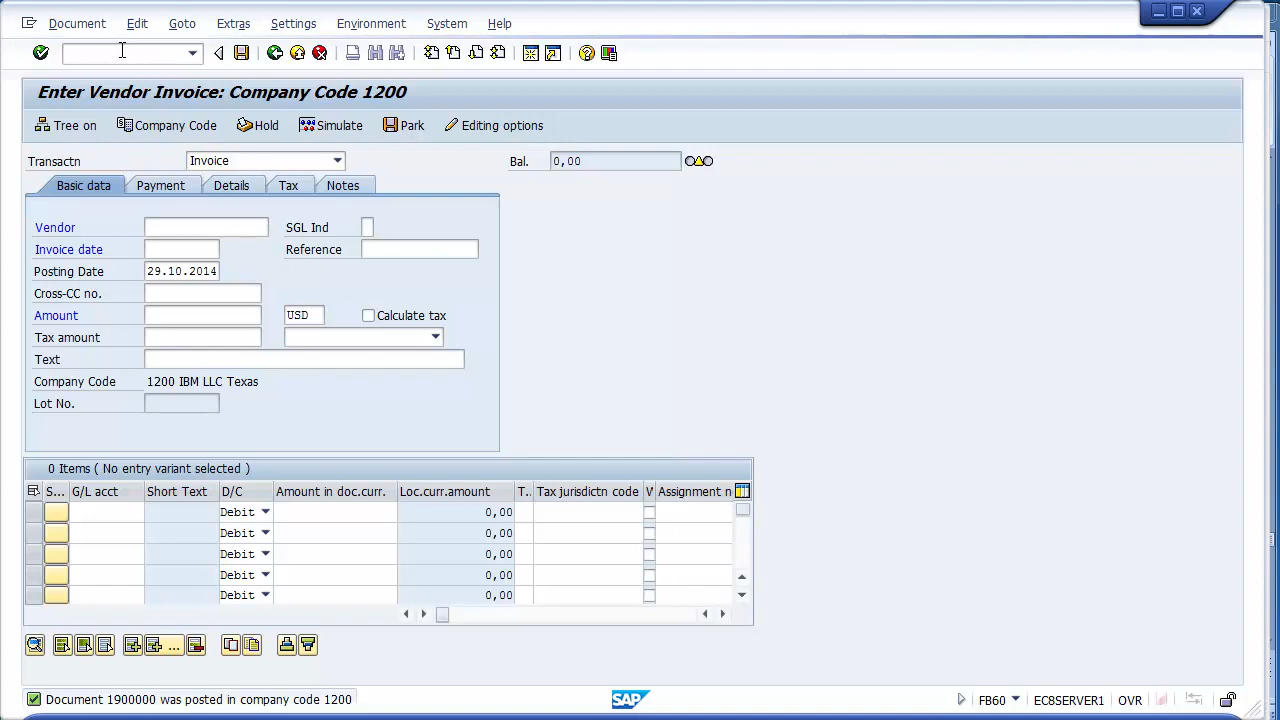 Document Edit Goto Extras Settings Environment System Help
Enter Vendor Invoice: Company Code 1200
Tree on Company Code Hold Simulate Park Editing options
Transactn Invoice Bal. 0,00
Basic data Payment Details Tax Notes
Vendor SGL Ind
Invoice date Reference
Posting Date 29.10.2014
Cross-CC no.
Amount USD Calculate tax
Tax amount
Text
Company Code 1200 IBM LLC Texas
Lot No.
0 Items ( No entry variant selected )
S... G/L acct Short Text D/C Amount in doc.curr. Loc.curr.amount T.. Tax jurisdictn code W Assignment n
Debit 0,00
Debit 0,00
Debit 0,00
Debit 0,00
Debit 0,00
Document 1900000 was posted in company code 1200 SAP FB60 EC8SERVER1 OVR